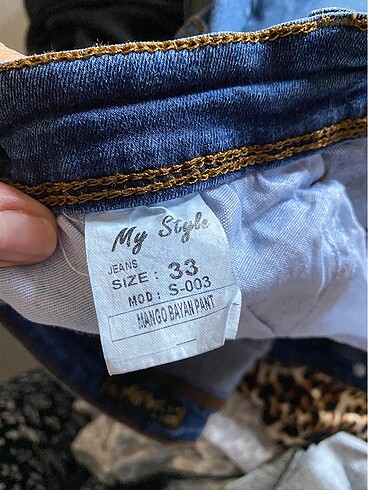 My Style
JEANS
SIZE : 33
MOD : S-003
MANGO BAYAN PANT